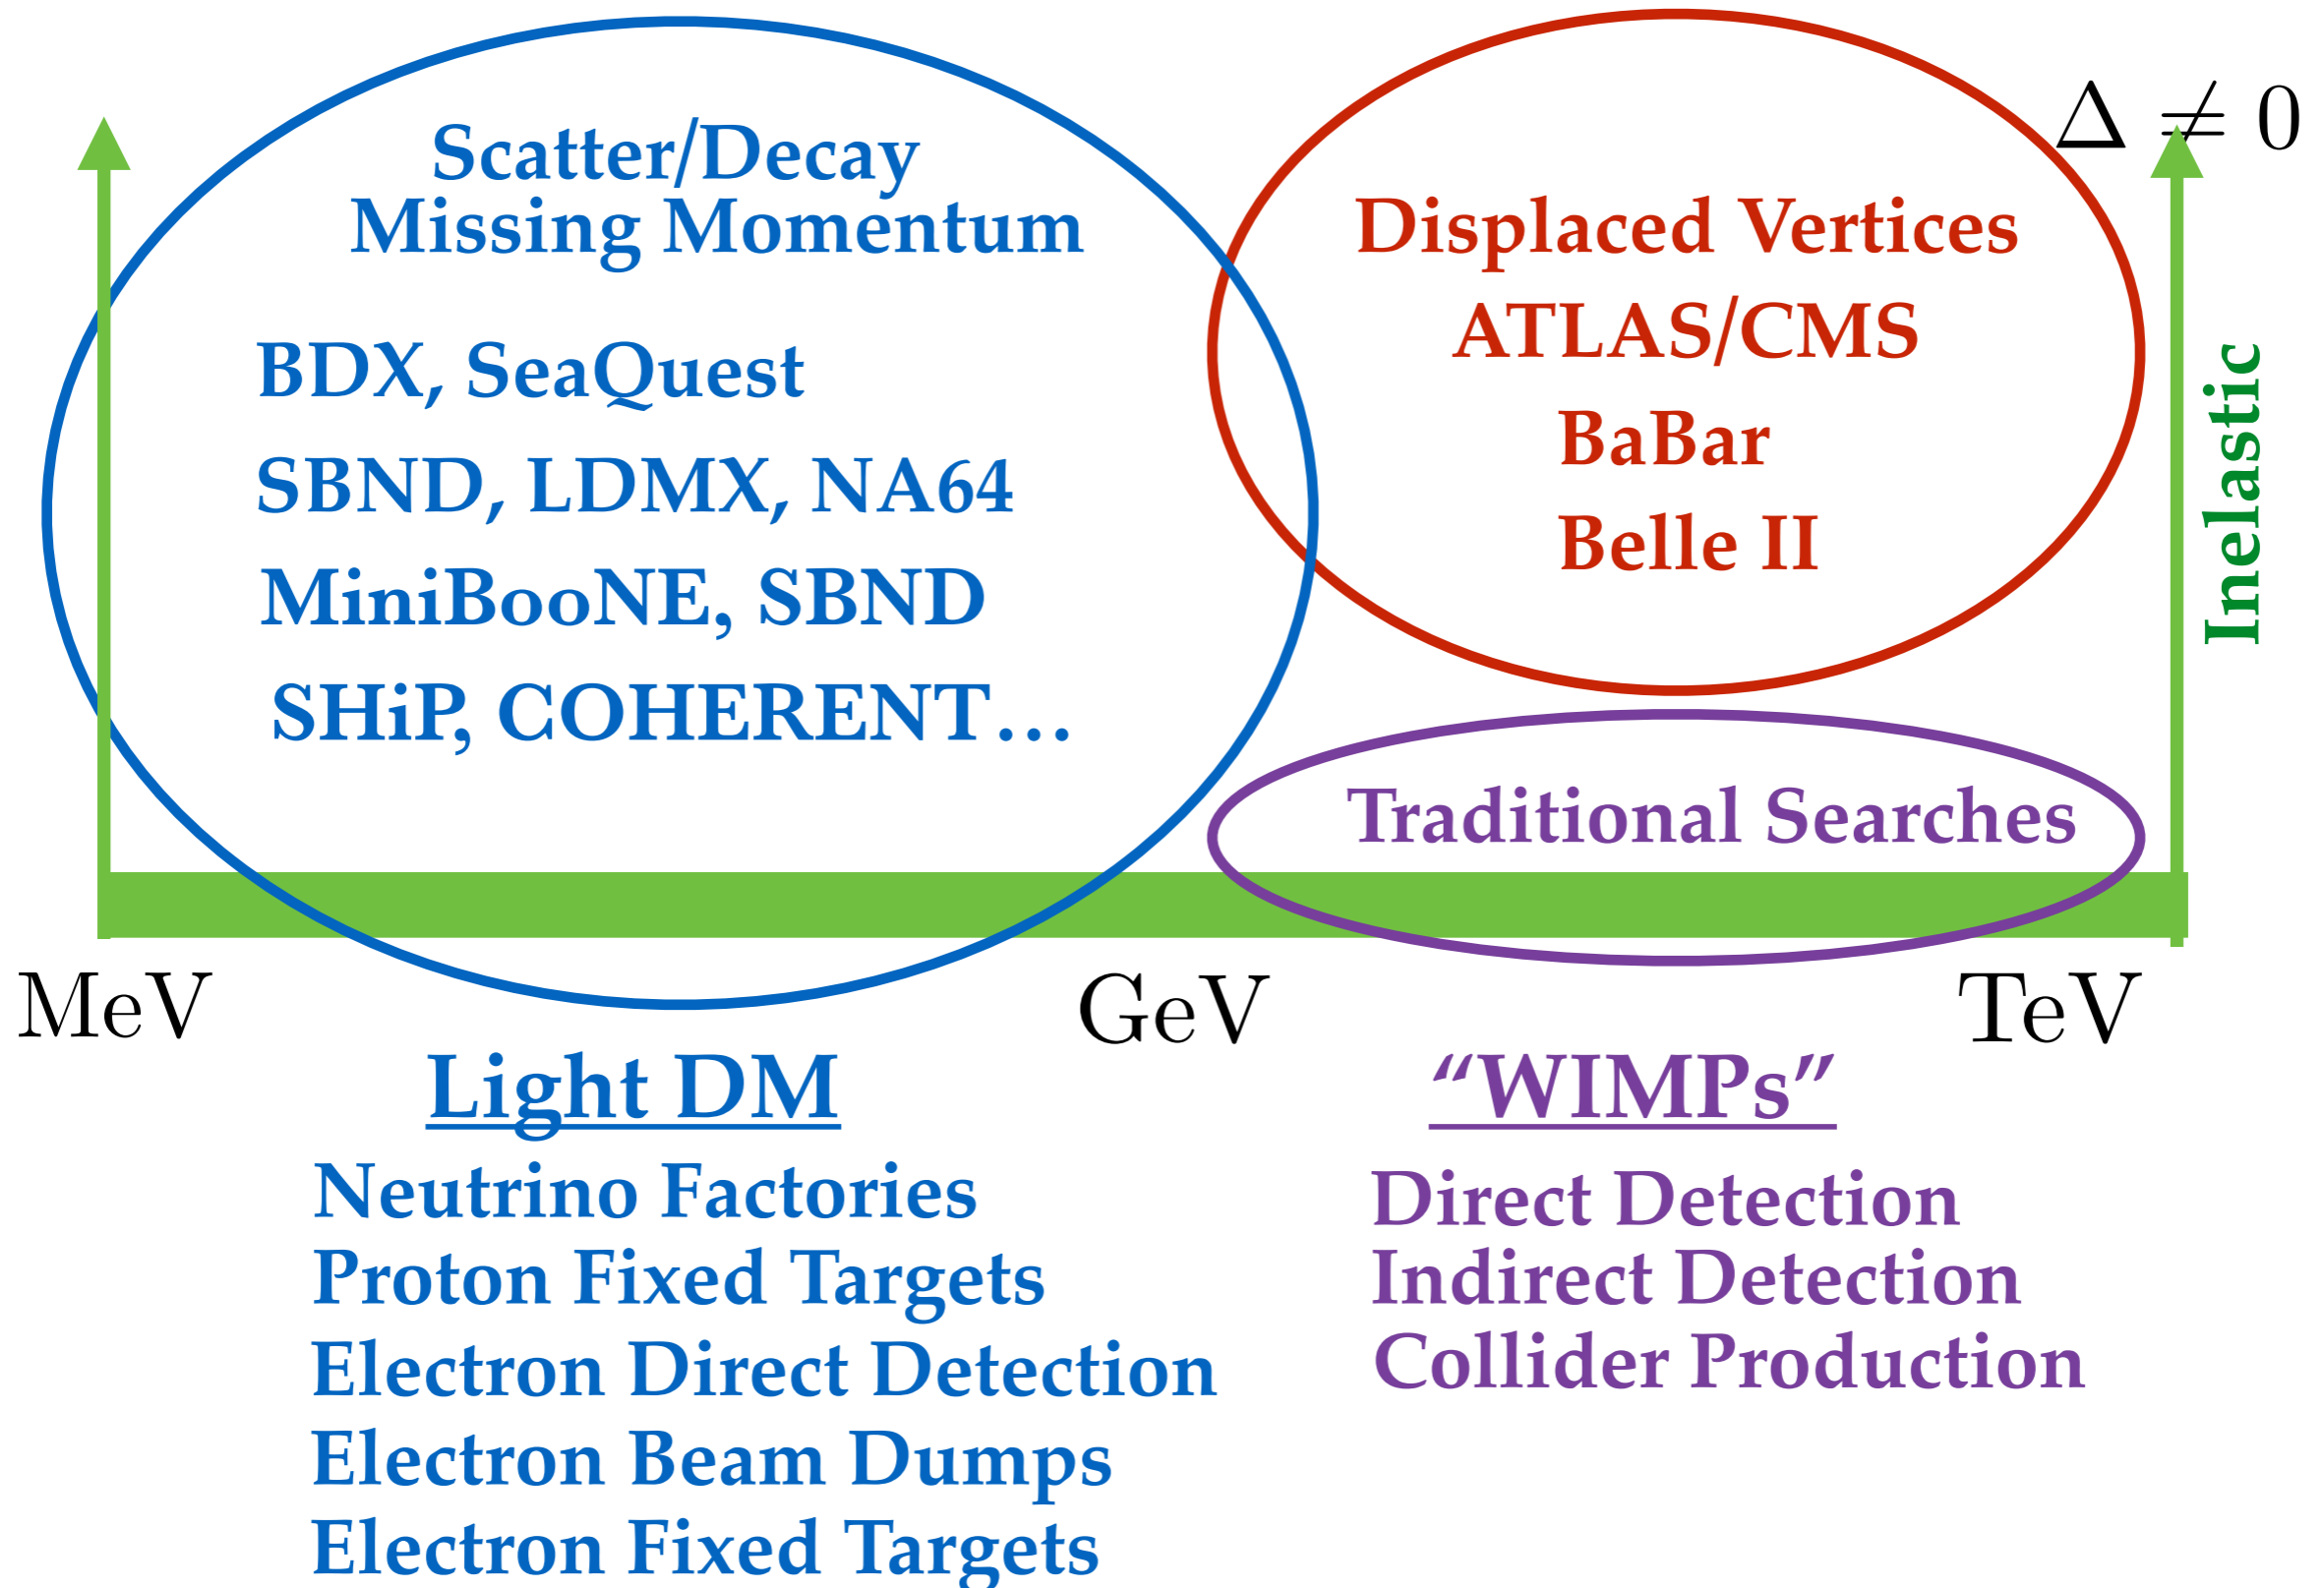 Δ ≠ 0
Scatter/Decay
Missing Momentum
BDX, SeaQuest
SBND, LDMX, NA64
MiniBooNE, SBND
SHiP, COHERENT…
Displaced Vertices
ATLAS/CMS
BaBar
Belle II
Inelastic
Traditional Searches
MeV
GeV
TeV
Light DM
Neutrino Factories
Proton Fixed Targets
Electron Direct Detection
Electron Beam Dumps
Electron Fixed Targets
“WIMPs”
Direct Detection
Indirect Detection
Collider Production